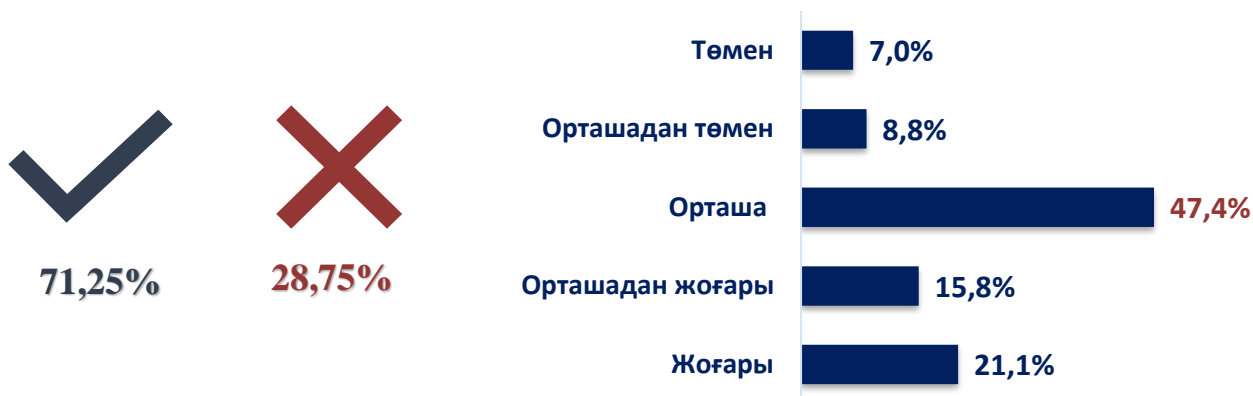 71,25%
28,75%
Төмен 7,0%
Орташадан төмен 8,8%
Орташа 47,4%
Орташадан жоғары 15,8%
Жоғары 21,1%